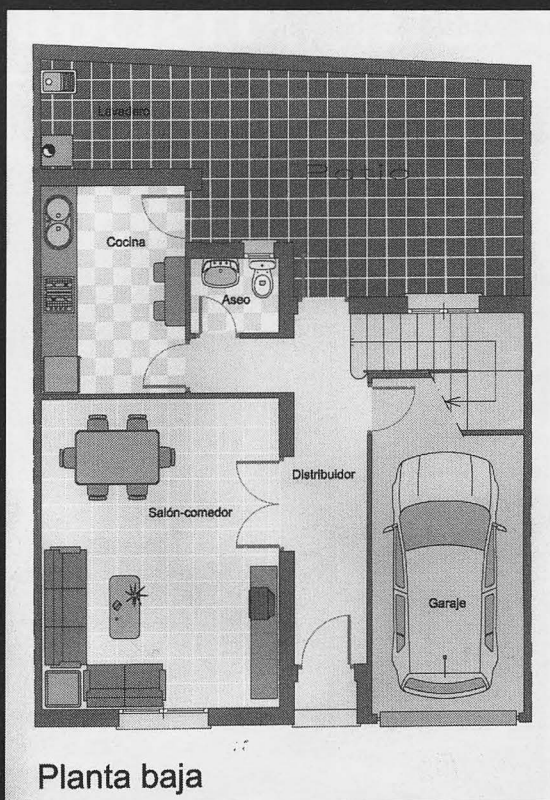 Lavadero
Patio
Cocina
Aseo
Distribuidor
Salón-comedor
Garaje
Planta baja